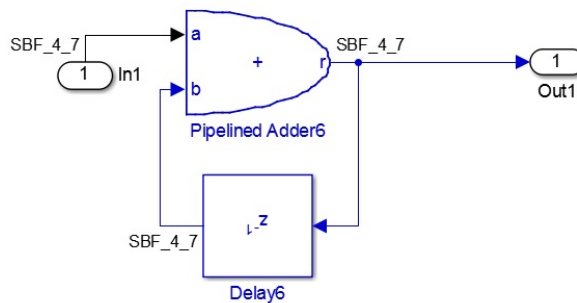 SBF_4_7
1
In1
a
b
+
r
SBF_4_7
1
Out1
Pipelined Adder6
z-1
SBF_4_7
Delay6